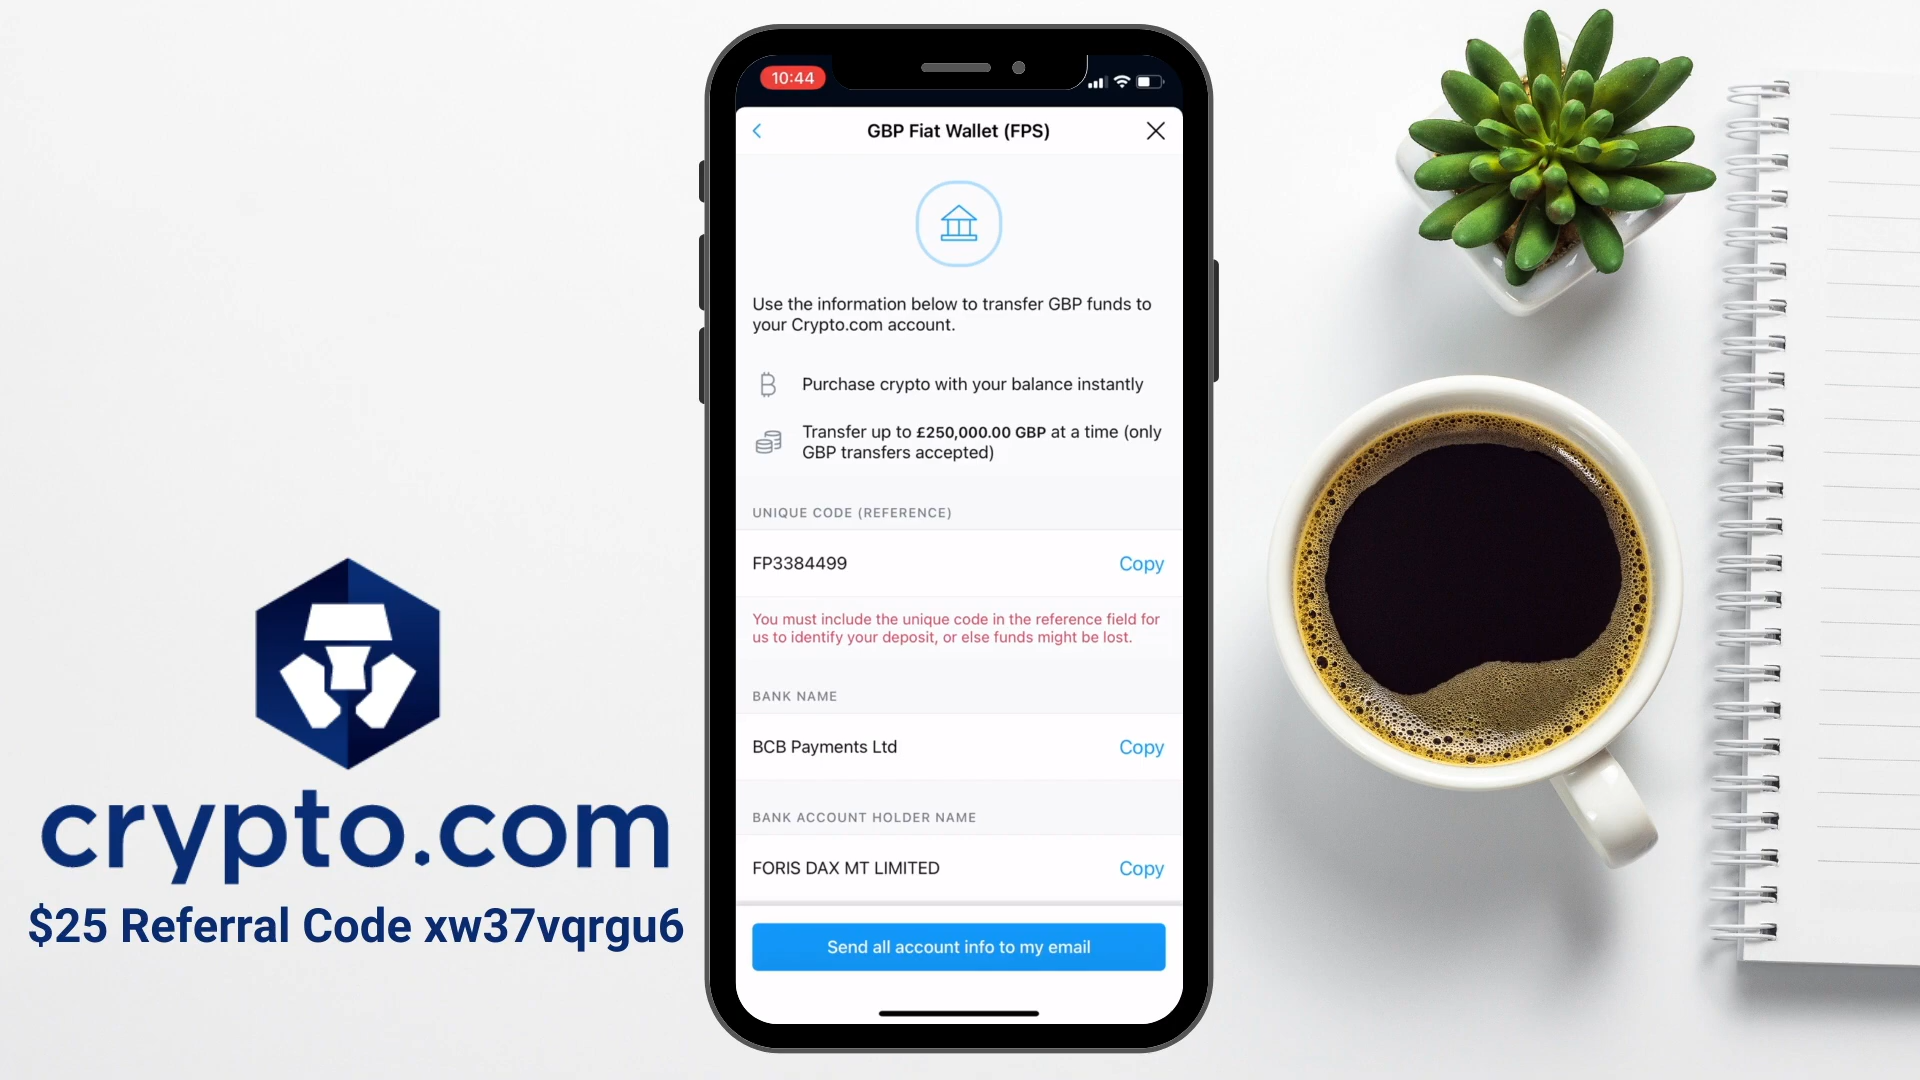 10:44
GBP Fiat Wallet (FPS)
Use the information below to transfer GBP funds to
your Crypto.com account.
Purchase crypto with your balance instantly
Transfer up to £250,000.00 GBP at a time (only
GBP transfers accepted)
UNIQUE CODE (REFERENCE)
FP3384499
Copy
You must include the unique code in the reference field for
us to identify your deposit, or else funds might be lost.
BANK NAME
BCB Payments Ltd
Copy
BANK ACCOUNT HOLDER NAME
FORIS DAX MT LIMITED
Copy
Send all account info to my email
crypto.com
$25 Referral Code xw37vqrgu6